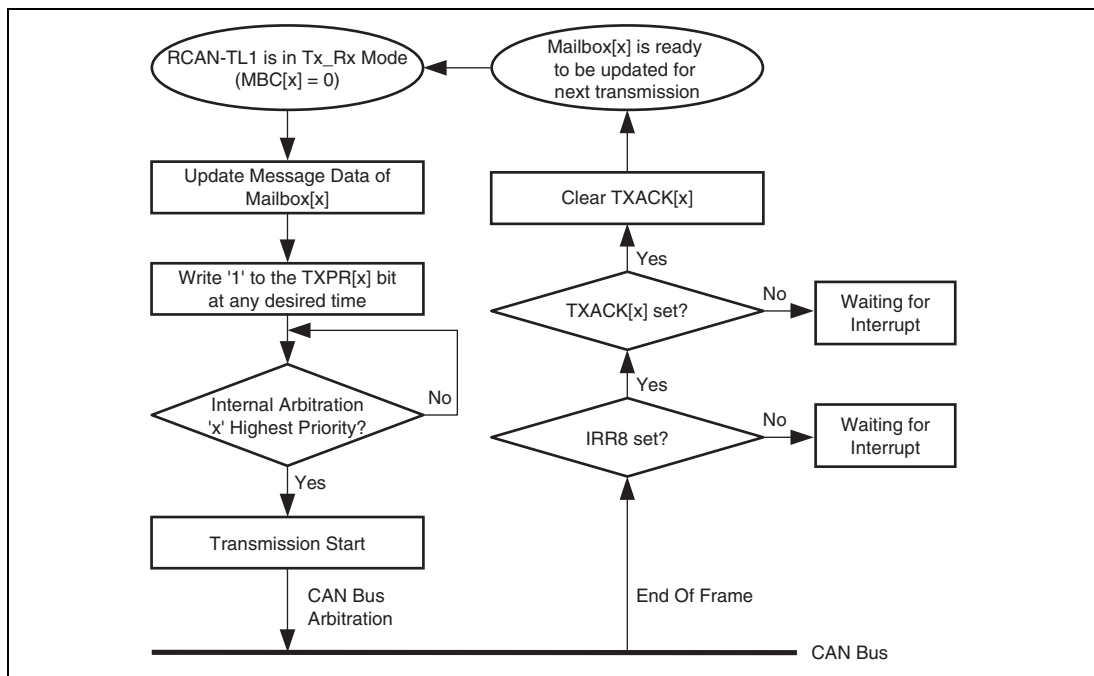 RCAN-TL1 is in Tx_Rx Mode
(MBC[x] = 0)
Update Message Data of
Mailbox[x]
Write '1' to the TXPR[x] bit
at any desired time
Internal Arbitration
'x' Highest Priority?
No
Yes
Transmission Start
CAN Bus
Arbitration
Mailbox[x] is ready
to be updated for
next transmission
Clear TXACK[x]
Yes
TXACK[x] set?
No
Waiting for
Interrupt
Yes
IRR8 set?
No
Waiting for
Interrupt
End Of Frame
CAN Bus